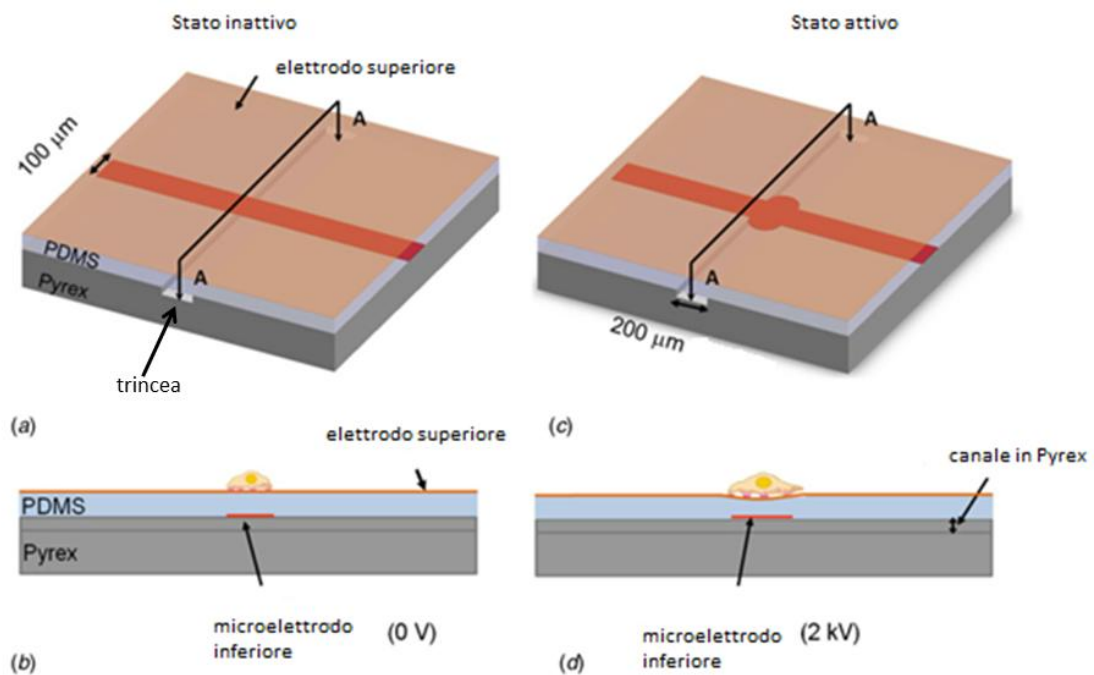 Stato inattivo
Stato attivo
elettrodo superiore
A
100 µm
A
PDMS
Pyrex
trincea
A
A
200 µm
(a)
(c)
elettrodo superiore
canale in Pyrex
PDMS
Pyrex
microelettrodo
inferiore
(0 V)
microelettrodo
inferiore
(2 kV)
(b)
(d)